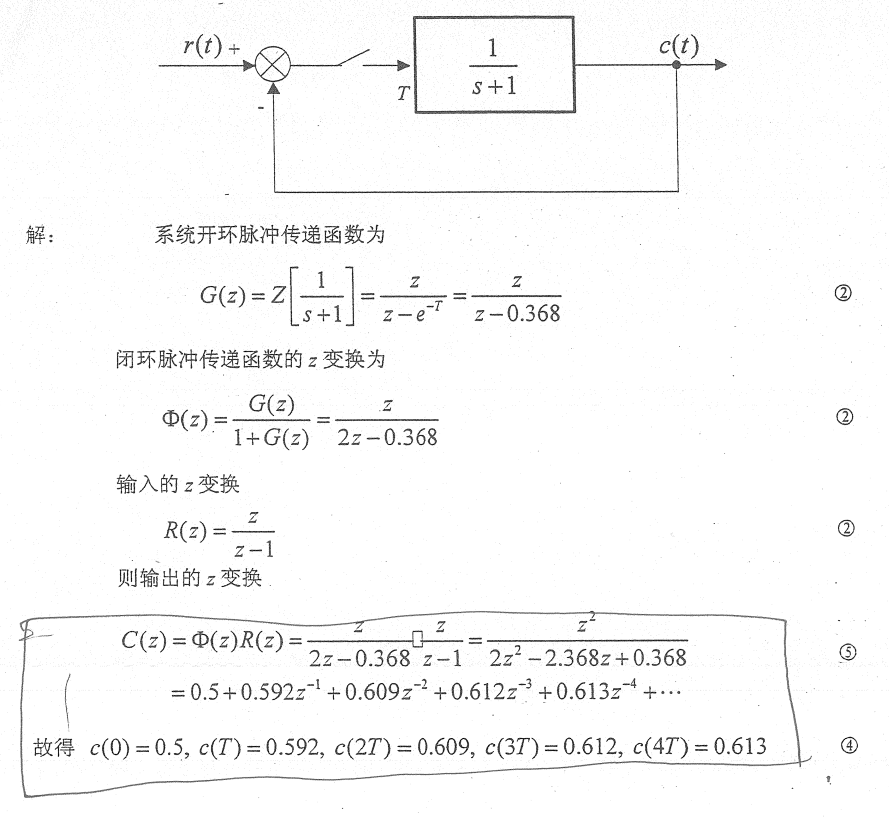 r(t) + 1/(s+1) c(t)
T
-
解： 系统开环脉冲传递函数为
G(z) = Z[1/(s+1)] = z/(z−e^{−T}) = z/(z−0.368) ②
闭环脉冲传递函数的 z 变换为
Φ(z) = G(z)/(1+G(z)) = z/(2z−0.368) ②
输入的 z 变换
R(z) = z/(z−1) ②
则输出的 z 变换
C(z) = Φ(z)R(z) = z/(2z−0.368) □ z/(z−1) = z²/(2z²−2.368z+0.368) ⑤
= 0.5 + 0.592z^{−1} + 0.609z^{−2} + 0.612z^{−3} + 0.613z^{−4} + ⋯
故得 c(0) = 0.5, c(T) = 0.592, c(2T) = 0.609, c(3T) = 0.612, c(4T) = 0.613 ④